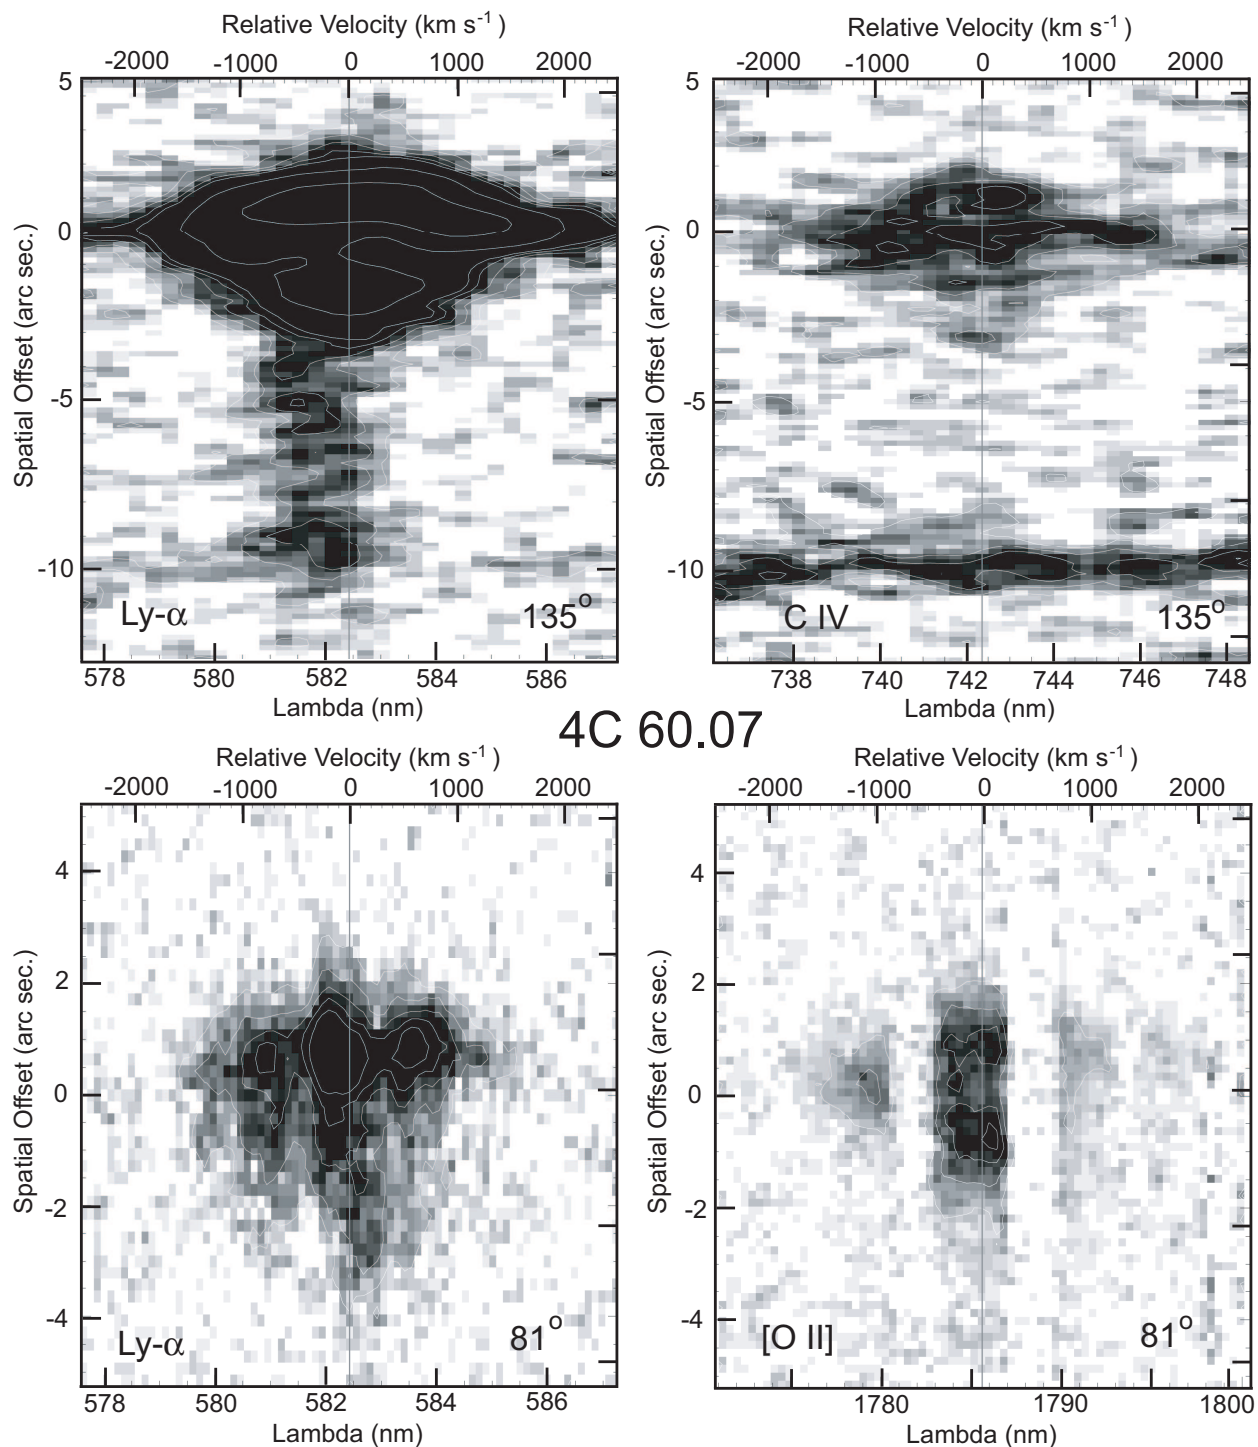 Relative Velocity (km s-1 )
-2000 -1000 0 1000 2000
5
0
-5
-10
Spatial Offset (arc sec.)
Ly-α 135o
578 580 582 584 586
Lambda (nm)
Relative Velocity (km s-1 )
-2000 -1000 0 1000 2000
5
0
-5
-10
Spatial Offset (arc sec.)
C IV 135o
738 740 742 744 746 748
Lambda (nm)
4C 60.07
Relative Velocity (km s-1 )
-2000 -1000 0 1000 2000
4
2
0
-2
-4
Spatial Offset (arc sec.)
Ly-α 81o
578 580 582 584 586
Lambda (nm)
Relative Velocity (km s-1 )
-2000 -1000 0 1000 2000
4
2
0
-2
-4
Spatial Offset (arc sec.)
[O II] 81o
1780 1790 1800
Lambda (nm)